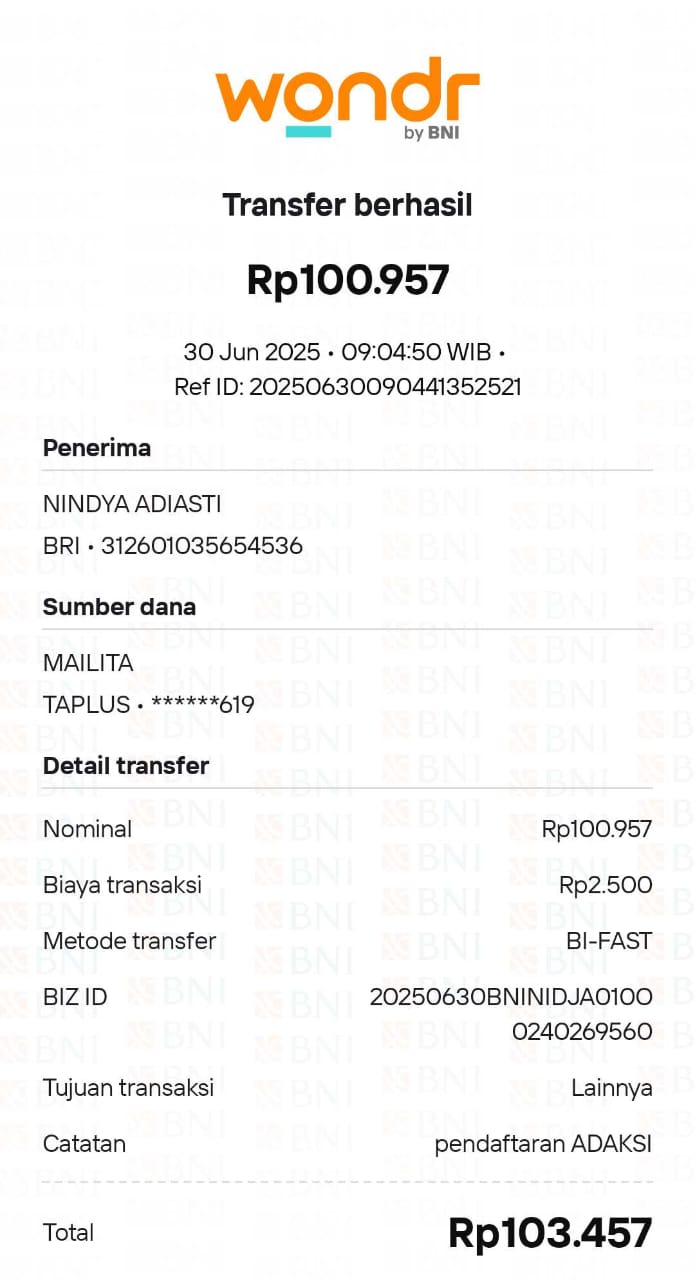 wondr
by BNI
Transfer berhasil
Rp100.957
30 Jun 2025 • 09:04:50 WIB •
Ref ID: 20250630090441352521
Penerima
NINDYA ADIASTI
BRI • 312601035654536
Sumber dana
MAILITA
TAPLUS • ******619
Detail transfer
Nominal Rp100.957
Biaya transaksi Rp2.500
Metode transfer BI-FAST
BIZ ID 20250630BNINIDJA010O
0240269560
Tujuan transaksi Lainnya
Catatan pendaftaran ADAKSI
Total Rp103.457